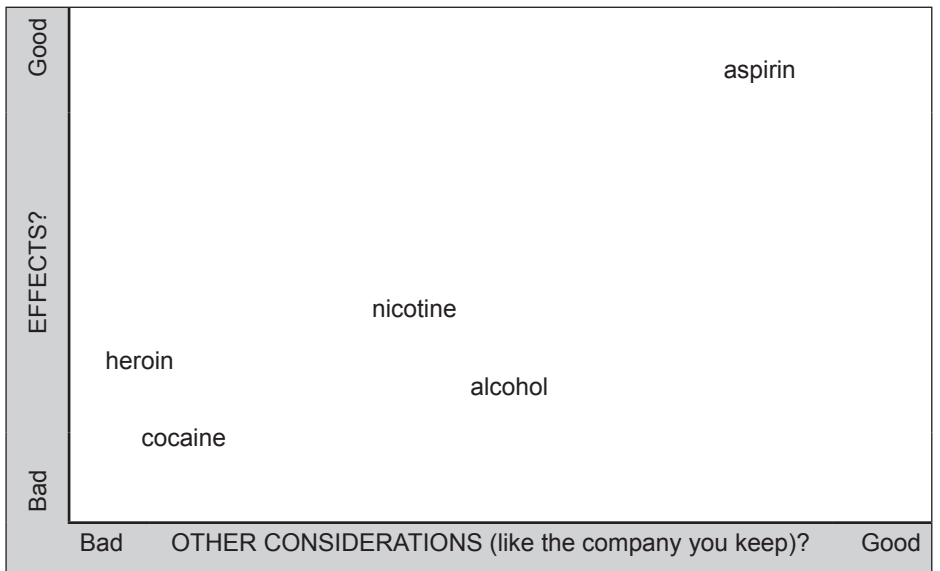 Good
aspirin
EFFECTS?
nicotine
heroin
alcohol
cocaine
Bad
Bad OTHER CONSIDERATIONS (like the company you keep)? Good